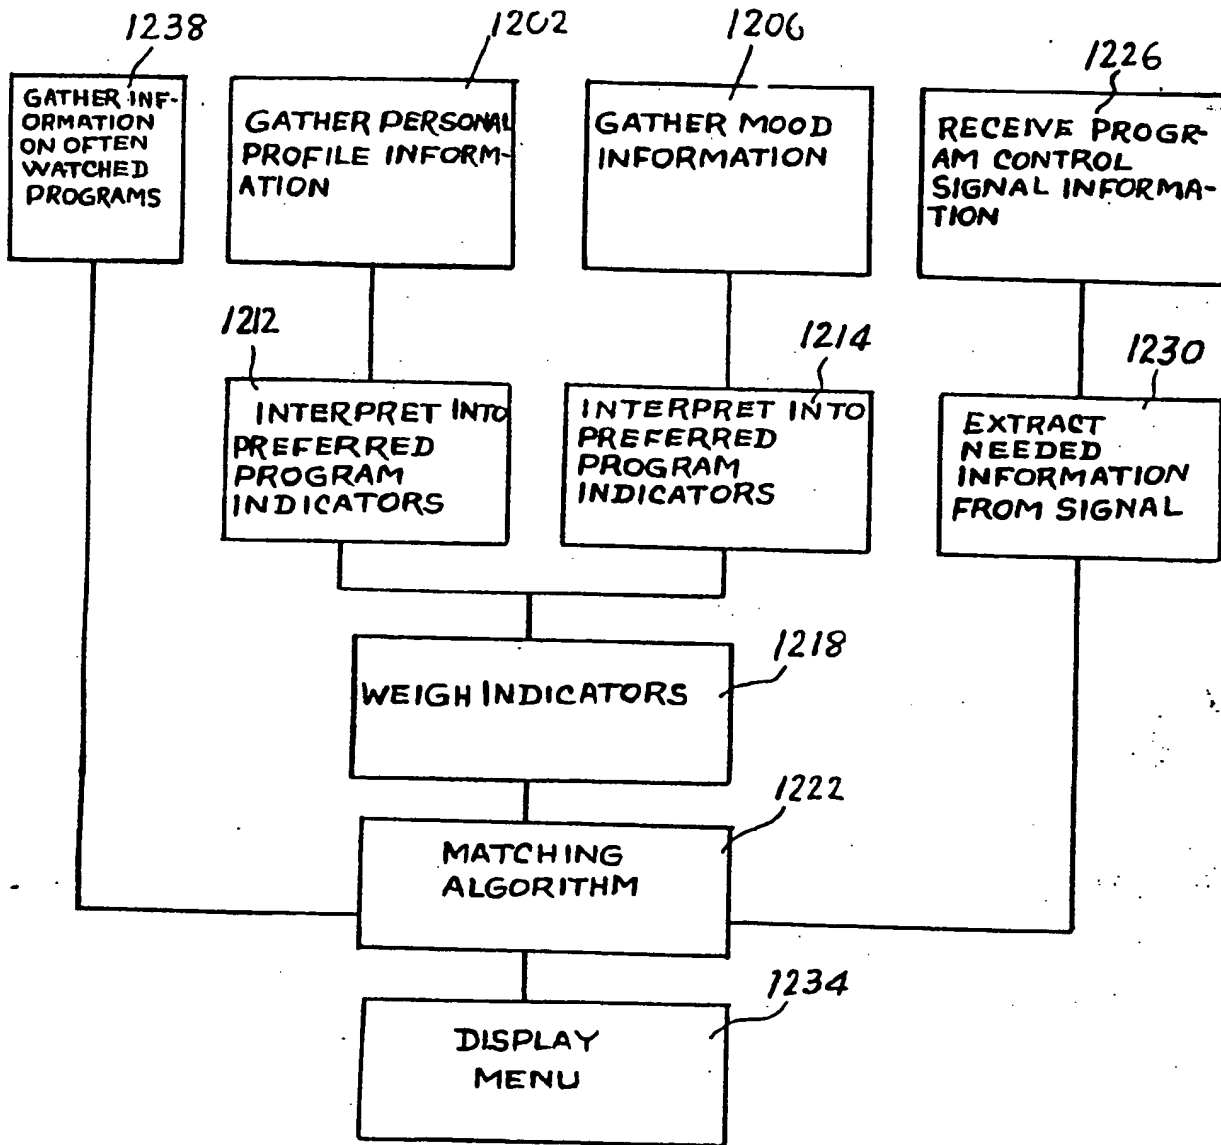 1238
GATHER INF-
ORMATION
ON OFTEN
WATCHED
PROGRAMS
1202
GATHER PERSONAL
PROFILE INFORM-
ATION
1206
GATHER MOOD
INFORMATION
1226
RECEIVE PROGR-
AM CONTROL
SIGNAL INFORMA-
TION
1212
INTERPRET INTO
PREFERRED
PROGRAM
INDICATORS
1214
INTERPRET INTO
PREFERRED
PROGRAM
INDICATORS
1230
EXTRACT
NEEDED
INFORMATION
FROM SIGNAL
1218
WEIGH INDICATORS
1222
MATCHING
ALGORITHM
1234
DISPLAY
MENU